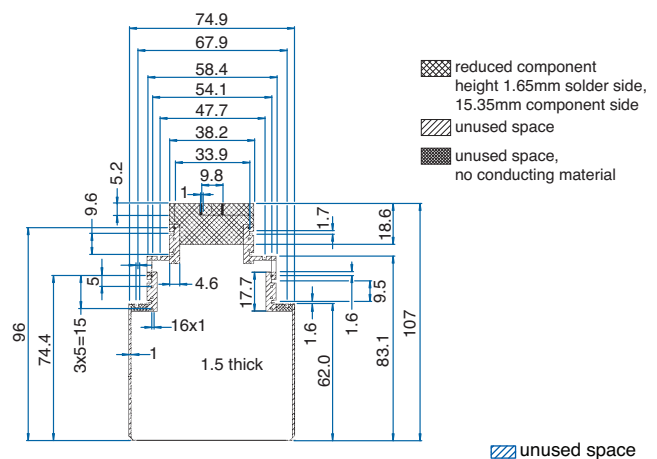 74.9
67.9
58.4
54.1
47.7
38.2
33.9
9.8
1
5.2
9.6
1.7
18.6
reduced component
height 1.65mm solder side,
15.35mm component side
unused space
unused space,
no conducting material
5
4.6
17.7
9.5
1.6
1.6
96
74.4
3x5=15
16x1
1
1.5 thick
62.0
83.1
107
unused space